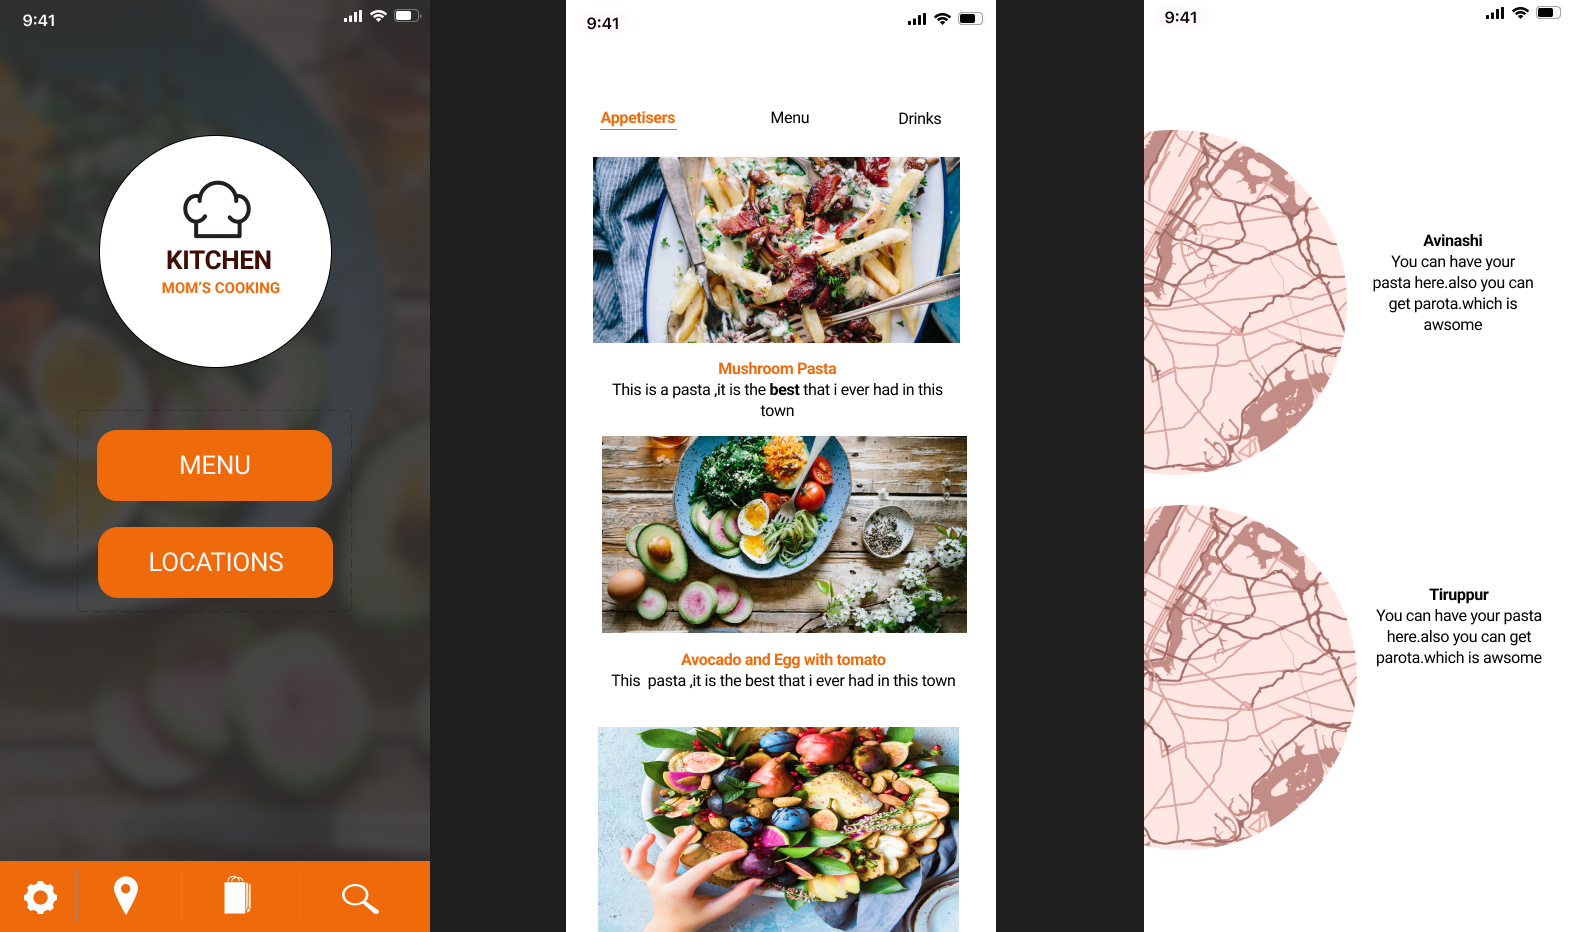 9:41
KITCHEN
MOM'S COOKING
MENU
LOCATIONS
9:41
Appetisers
Menu
Drinks
Mushroom Pasta
This is a pasta ,it is the best that i ever had in this
town
Avocado and Egg with tomato
This  pasta ,it is the best that i ever had in this town
9:41
Avinashi
You can have your
pasta here.also you can
get parota.which is
awsome
Tiruppur
You can have your pasta
here.also you can get
parota.which is awsome